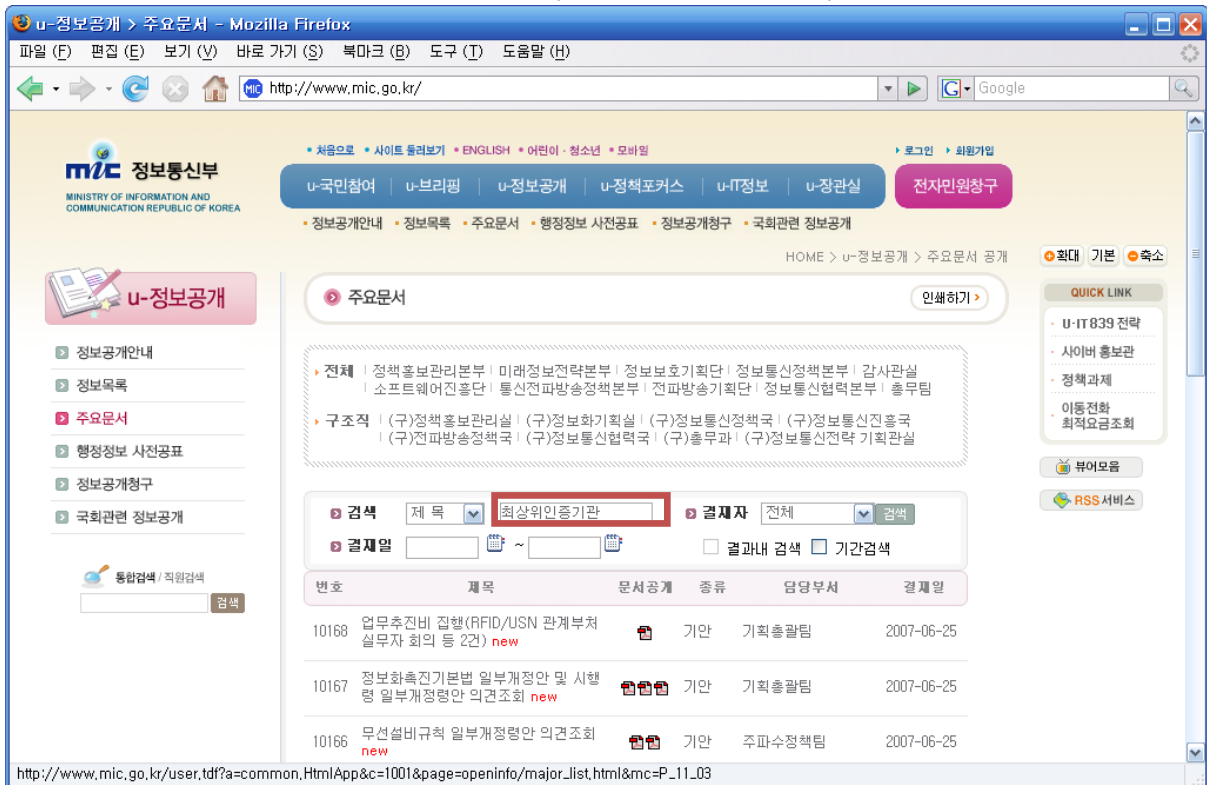 u-정보공개 > 주요문서 - Mozilla Firefox
파일 (F) 편집 (E) 보기 (V) 바로 가기 (S) 북마크 (B) 도구 (T) 도움말 (H)
MIC http://www.mic.go.kr/ G Google
mic 정보통신부
MINISTRY OF INFORMATION AND
COMMUNICATION REPUBLIC OF KOREA
처음으로 사이트 둘러보기 ENGLISH 어린이·청소년 모바일 로그인 회원가입
u-국민참여 u-브리핑 u-정보공개 u-정책포커스 u-IT정보 u-장관실 전자민원창구
정보공개안내 정보목록 주요문서 행정정보 사전공표 정보공개청구 국회관련 정보공개
HOME > u-정보공개 > 주요문서 공개
확대 기본 축소
u-정보공개
정보공개안내
정보목록
주요문서
행정정보 사전공표
정보공개청구
국회관련 정보공개
통합검색 / 직원검색
검색
주요문서 인쇄하기 >
전체 | 정책홍보관리본부 | 미래정보전략본부 | 정보보호기획단 | 정보통신정책본부 | 감사관실
| 소프트웨어진흥단 | 통신전파방송정책본부 | 전파방송기획단 | 정보통신협력본부 | 총무팀
구조직 | (구)정책홍보관리실 | (구)정보화기획실 | (구)정보통신정책국 | (구)정보통신진흥국
| (구)전파방송정책국 | (구)정보통신협력국 | (구)총무과 | (구)정보통신전략 기획관실
검색 제 목 최상위인증기관 결재자 전체 검색
결재일 ~ 결과내 검색 기간검색
번호 제목 문서공개 종류 담당부서 결재일
10168 업무추진비 집행(RFID/USN 관계부처 실무자 회의 등 2건) new 기안 기획총괄팀 2007-06-25
10167 정보화촉진기본법 일부개정안 및 시행령 일부개정령안 의견조회 new 기안 기획총괄팀 2007-06-25
10166 무선설비규칙 일부개정령안 의견조회 new 기안 주파수정책팀 2007-06-25
QUICK LINK
U-IT839 전략
사이버 홍보관
정책과제
이동전화
최적요금조회
뷰어모음
RSS 서비스
http://www.mic.go.kr/user.tdf?a=common.HtmlApp&c=1001&page=openinfo/major_list.html&mc=P_11_03